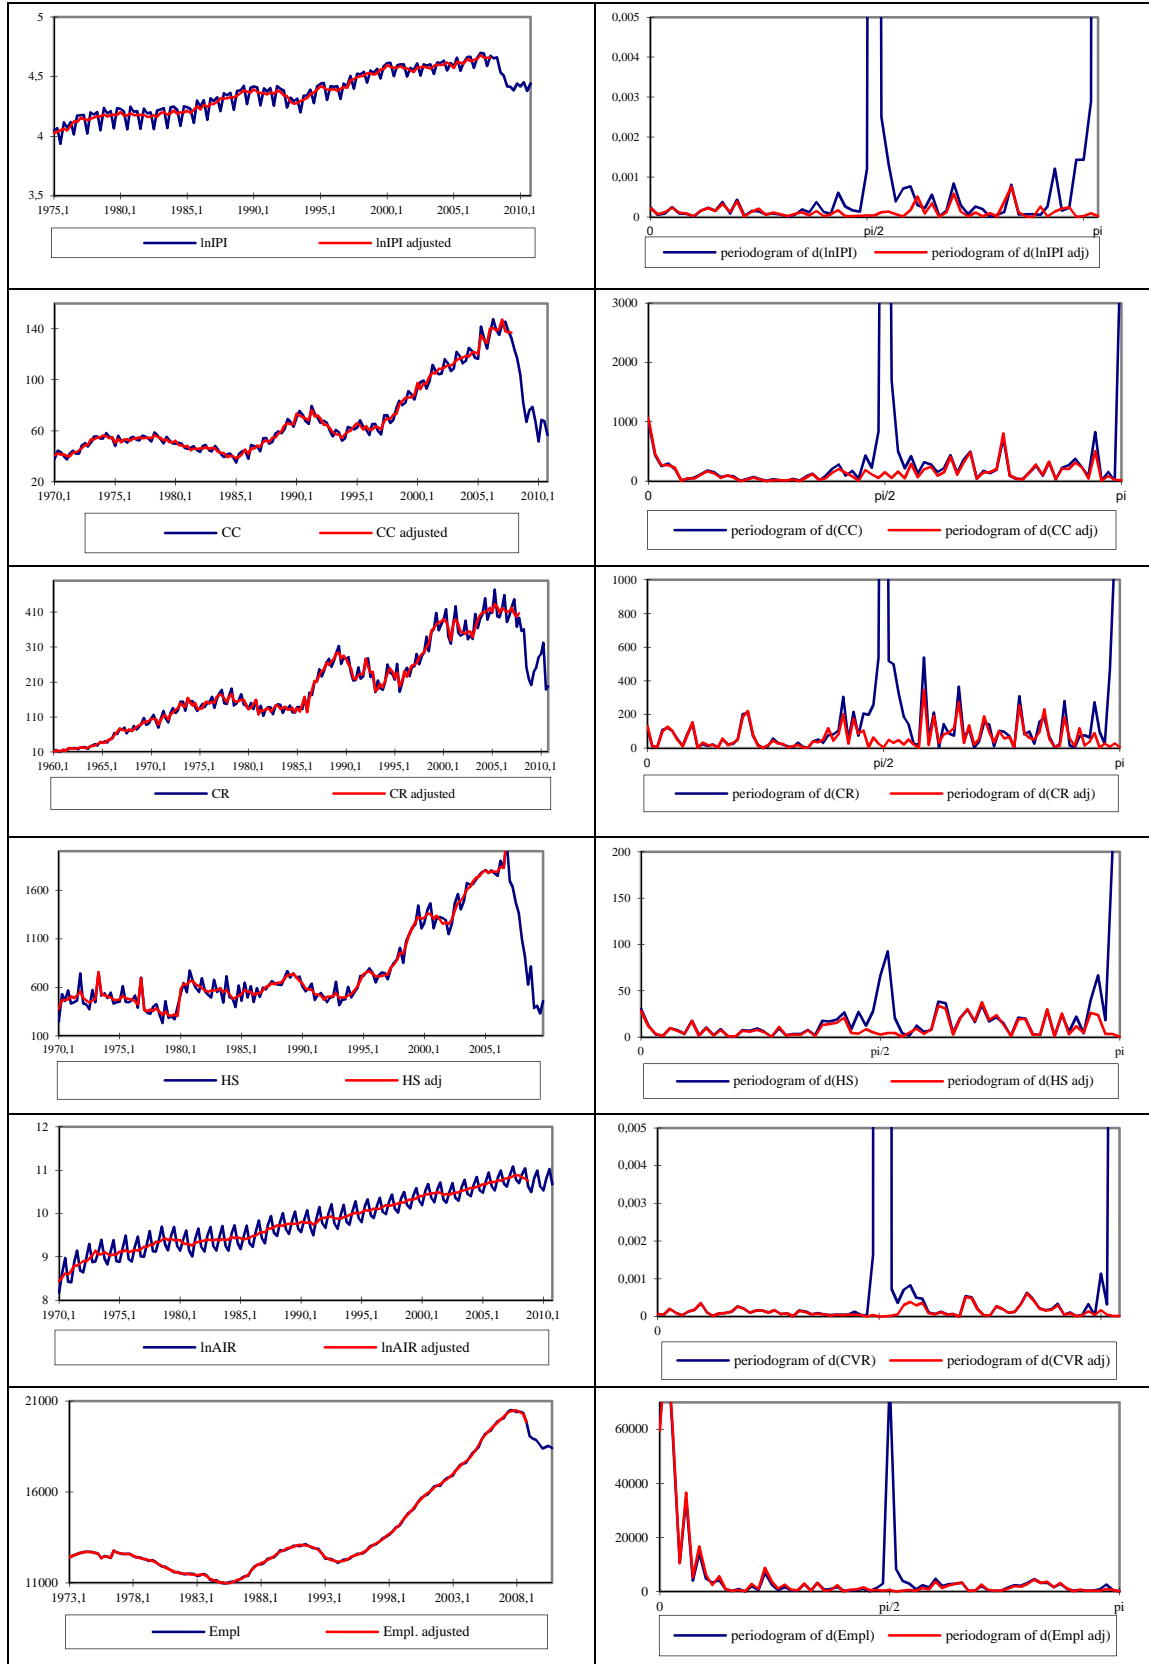 5
4,5
4
3,5
1975,1 1980,1 1985,1 1990,1 1995,1 2000,1 2005,1 2010,1
lnIPI lnIPI adjusted
0,005
0,004
0,003
0,002
0,001
0
0 pi/2 pi
periodogram of d(lnIPI) periodogram of d(lnIPI adj)
140
100
60
20
1970,1 1975,1 1980,1 1985,1 1990,1 1995,1 2000,1 2005,1 2010,1
CC CC adjusted
3000
2000
1000
0
0 pi/2 pi
periodogram of d(CC) periodogram of d(CC adj)
410
310
210
110
10
1960,1 1965,1 1970,1 1975,1 1980,1 1985,1 1990,1 1995,1 2000,1 2005,1 2010,1
CR CR adjusted
1000
800
600
400
200
0
0 pi/2 pi
periodogram of d(CR) periodogram of d(CR adj)
1600
1100
600
100
1970,1 1975,1 1980,1 1985,1 1990,1 1995,1 2000,1 2005,1
HS HS adj
200
150
100
50
0
0 pi/2 pi
periodogram of d(HS) periodogram of d(HS adj)
12
11
10
9
8
1970,1 1975,1 1980,1 1985,1 1990,1 1995,1 2000,1 2005,1 2010,1
lnAIR lnAIR adjusted
0,005
0,004
0,003
0,002
0,001
0
0 pi/2 pi
periodogram of d(CVR) periodogram of d(CVR adj)
21000
16000
11000
1973,1 1978,1 1983,1 1988,1 1993,1 1998,1 2003,1 2008,1
Empl Empl. adjusted
60000
40000
20000
0
0 pi/2 pi
periodogram of d(Empl) periodogram of d(Empl adj)